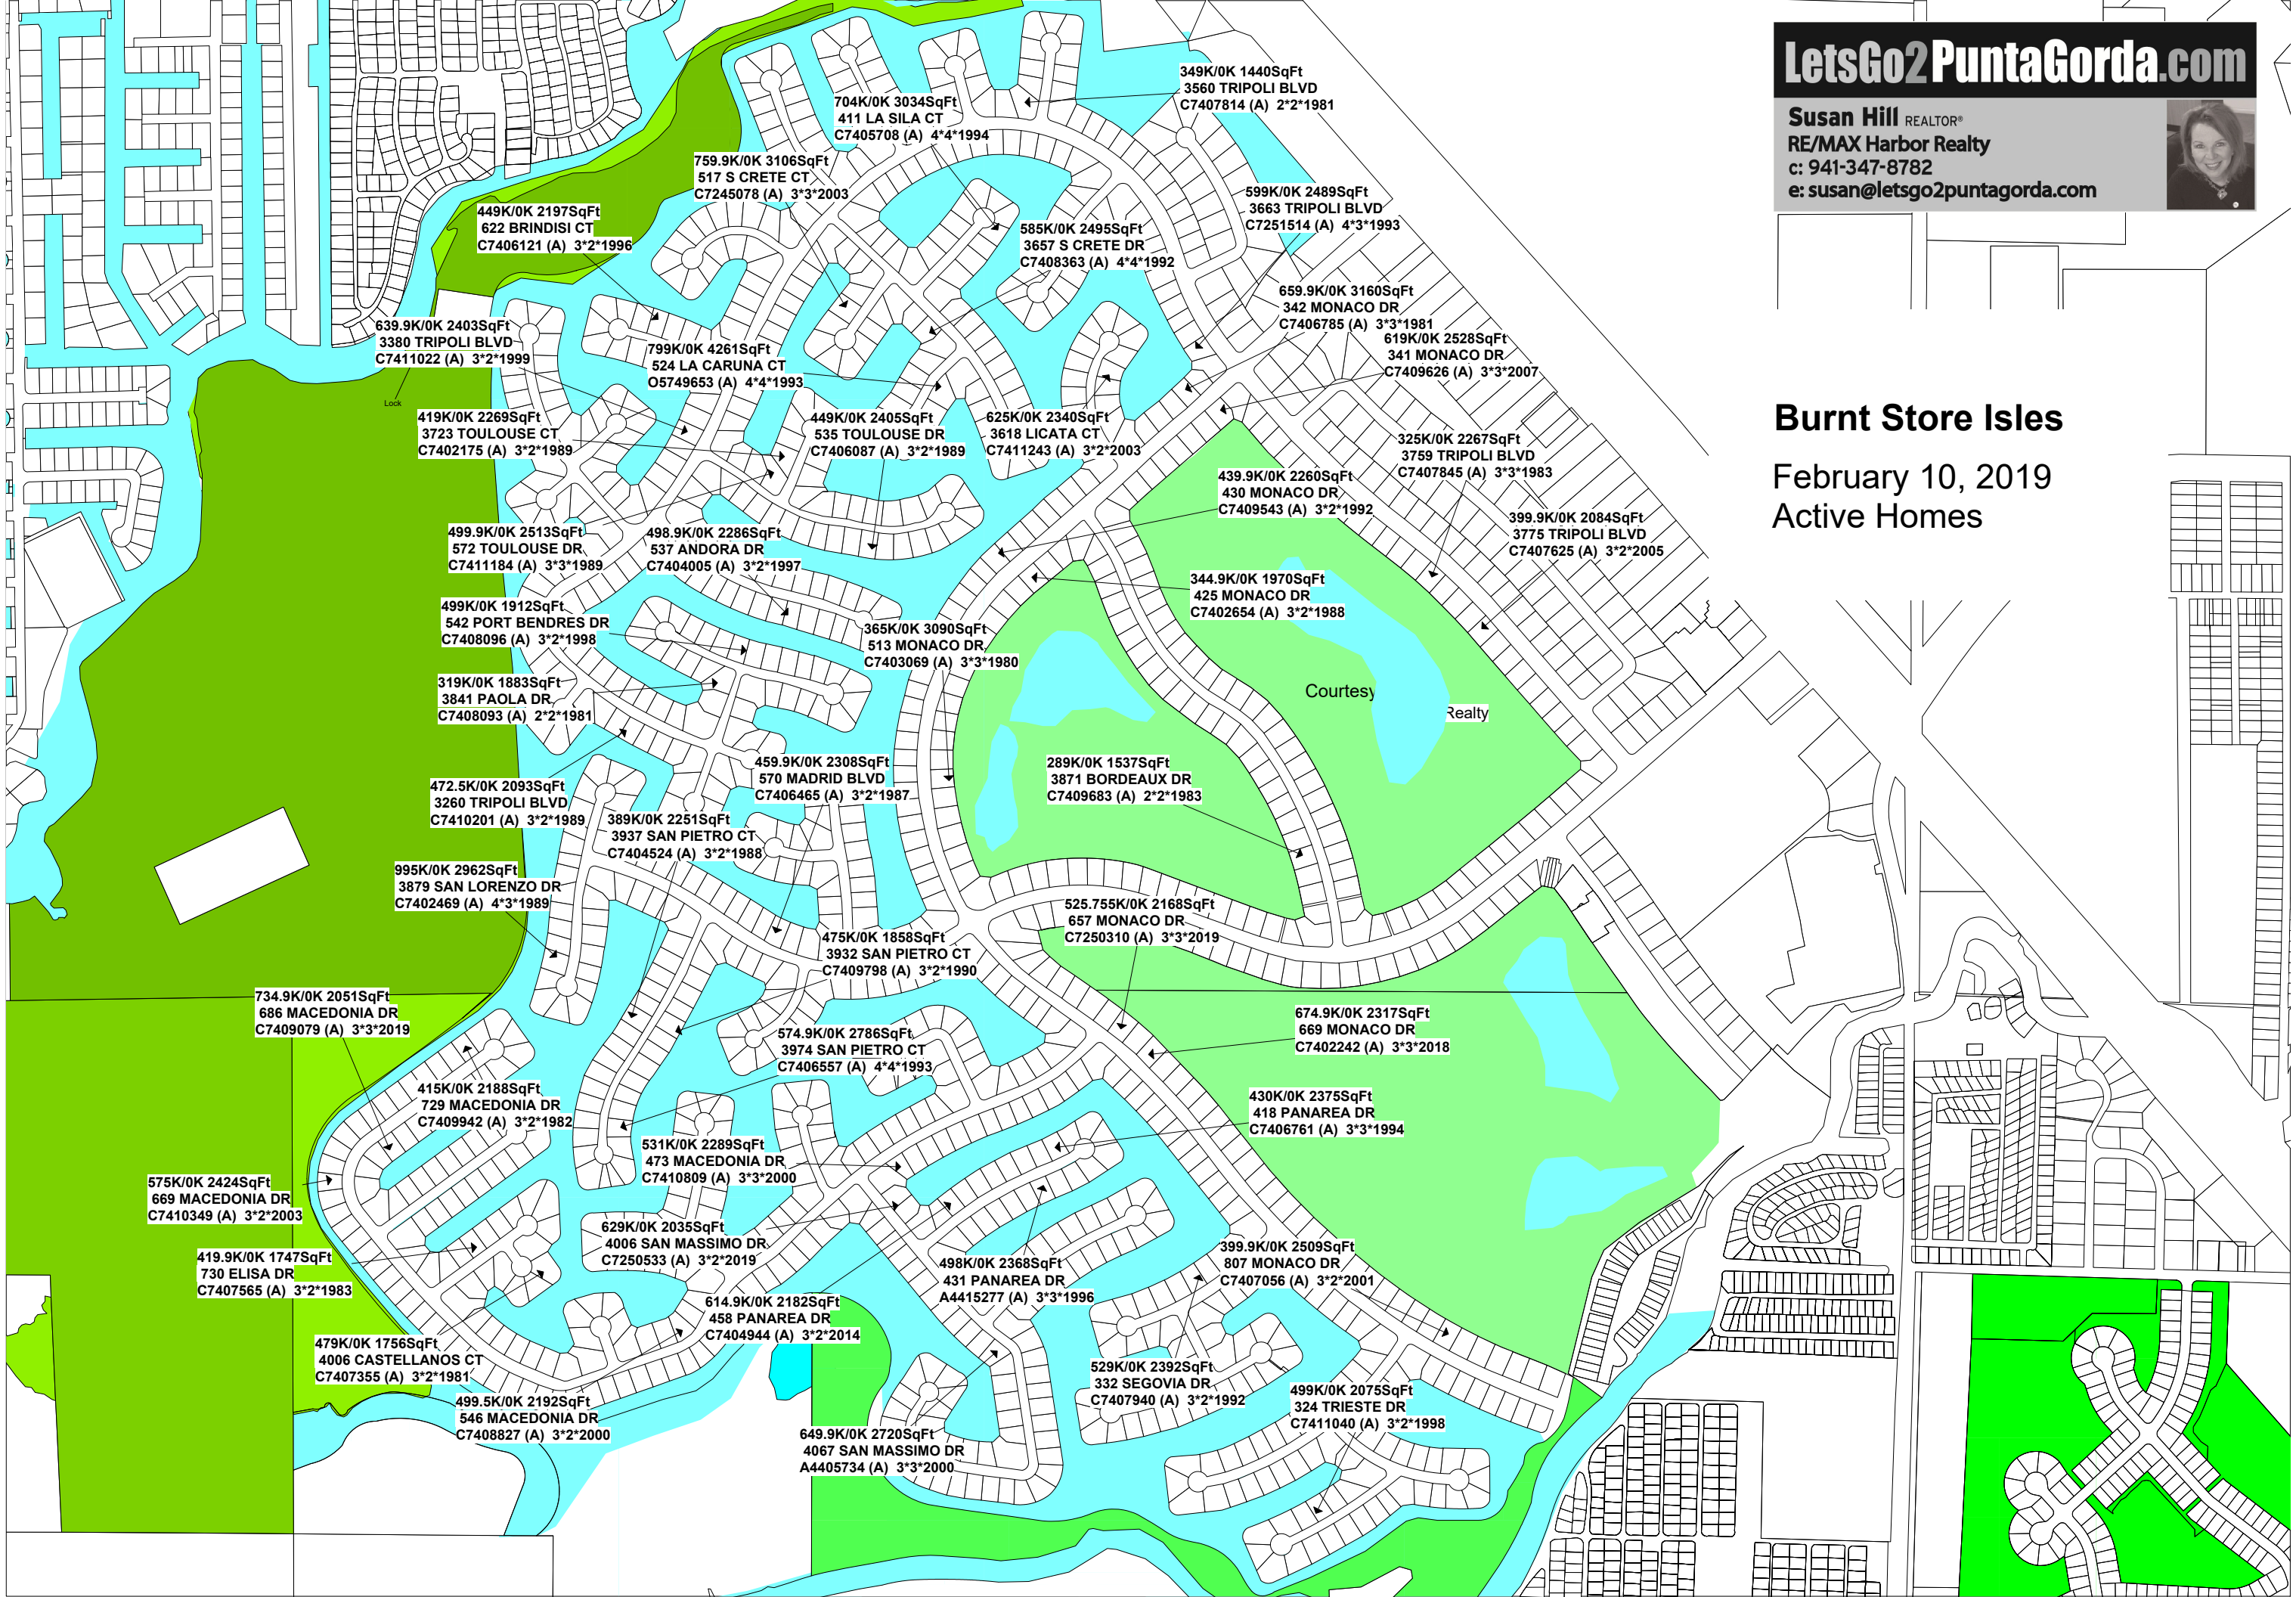 LetsGo2PuntaGorda.com
Susan Hill REALTOR®
RE/MAX Harbor Realty
c: 941-347-8782
e: susan@letsgo2puntagorda.com
Burnt Store Isles
February 10, 2019
Active Homes
349K/0K 1440SqFt
3560 TRIPOLI BLVD
C7407814 (A) 2*2*1981
704K/0K 3034SqFt
411 LA SILA CT
C7405708 (A) 4*4*1994
759.9K/0K 3106SqFt
517 S CRETE CT
C7245078 (A) 3*3*2003
599K/0K 2489SqFt
3663 TRIPOLI BLVD
C7251514 (A) 4*3*1993
449K/0K 2197SqFt
622 BRINDISI CT
C7406121 (A) 3*2*1996
585K/0K 2495SqFt
3657 S CRETE DR
C7408363 (A) 4*4*1992
659.9K/0K 3160SqFt
342 MONACO DR
C7406785 (A) 3*3*1981
639.9K/0K 2403SqFt
3380 TRIPOLI BLVD
C7411022 (A) 3*2*1999
619K/0K 2528SqFt
341 MONACO DR
C7409626 (A) 3*3*2007
799K/0K 4261SqFt
524 LA CARUNA CT
O5749653 (A) 4*4*1993
Lock
419K/0K 2269SqFt
3723 TOULOUSE CT
C7402175 (A) 3*2*1989
449K/0K 2405SqFt
535 TOULOUSE DR
C7406087 (A) 3*2*1989
625K/0K 2340SqFt
3618 LICATA CT
C7411243 (A) 3*2*2003
325K/0K 2267SqFt
3759 TRIPOLI BLVD
C7407845 (A) 3*3*1983
439.9K/0K 2260SqFt
430 MONACO DR
C7409543 (A) 3*2*1992
399.9K/0K 2084SqFt
3775 TRIPOLI BLVD
C7407625 (A) 3*2*2005
499.9K/0K 2513SqFt
572 TOULOUSE DR
C7411184 (A) 3*3*1989
498.9K/0K 2286SqFt
537 ANDORA DR
C7404005 (A) 3*2*1997
344.9K/0K 1970SqFt
425 MONACO DR
C7402654 (A) 3*2*1988
499K/0K 1912SqFt
542 PORT BENDRES DR
C7408096 (A) 3*2*1998
365K/0K 3090SqFt
513 MONACO DR
C7403069 (A) 3*3*1980
319K/0K 1883SqFt
3841 PAOLA DR
C7408093 (A) 2*2*1981
Courtesy
Realty
459.9K/0K 2308SqFt
570 MADRID BLVD
C7406465 (A) 3*2*1987
289K/0K 1537SqFt
3871 BORDEAUX DR
C7409683 (A) 2*2*1983
472.5K/0K 2093SqFt
3260 TRIPOLI BLVD
C7410201 (A) 3*2*1989
389K/0K 2251SqFt
3937 SAN PIETRO CT
C7404524 (A) 3*2*1988
995K/0K 2962SqFt
3879 SAN LORENZO DR
C7402469 (A) 4*3*1989
525.755K/0K 2168SqFt
657 MONACO DR
C7250310 (A) 3*3*2019
475K/0K 1858SqFt
3932 SAN PIETRO CT
C7409798 (A) 3*2*1990
734.9K/0K 2051SqFt
686 MACEDONIA DR
C7409079 (A) 3*3*2019
674.9K/0K 2317SqFt
669 MONACO DR
C7402242 (A) 3*3*2018
574.9K/0K 2786SqFt
3974 SAN PIETRO CT
C7406557 (A) 4*4*1993
415K/0K 2188SqFt
729 MACEDONIA DR
C7409942 (A) 3*2*1982
430K/0K 2375SqFt
418 PANAREA DR
C7406761 (A) 3*3*1994
531K/0K 2289SqFt
473 MACEDONIA DR
C7410809 (A) 3*3*2000
575K/0K 2424SqFt
669 MACEDONIA DR
C7410349 (A) 3*2*2003
629K/0K 2035SqFt
4006 SAN MASSIMO DR
C7250533 (A) 3*2*2019
419.9K/0K 1747SqFt
730 ELISA DR
C7407565 (A) 3*2*1983
498K/0K 2368SqFt
431 PANAREA DR
A4415277 (A) 3*3*1996
399.9K/0K 2509SqFt
807 MONACO DR
C7407056 (A) 3*2*2001
614.9K/0K 2182SqFt
458 PANAREA DR
C7404944 (A) 3*2*2014
479K/0K 1756SqFt
4006 CASTELLANOS CT
C7407355 (A) 3*2*1981
529K/0K 2392SqFt
332 SEGOVIA DR
C7407940 (A) 3*2*1992
499K/0K 2075SqFt
324 TRIESTE DR
C7411040 (A) 3*2*1998
499.5K/0K 2192SqFt
546 MACEDONIA DR
C7408827 (A) 3*2*2000
649.9K/0K 2720SqFt
4067 SAN MASSIMO DR
A4405734 (A) 3*3*2000